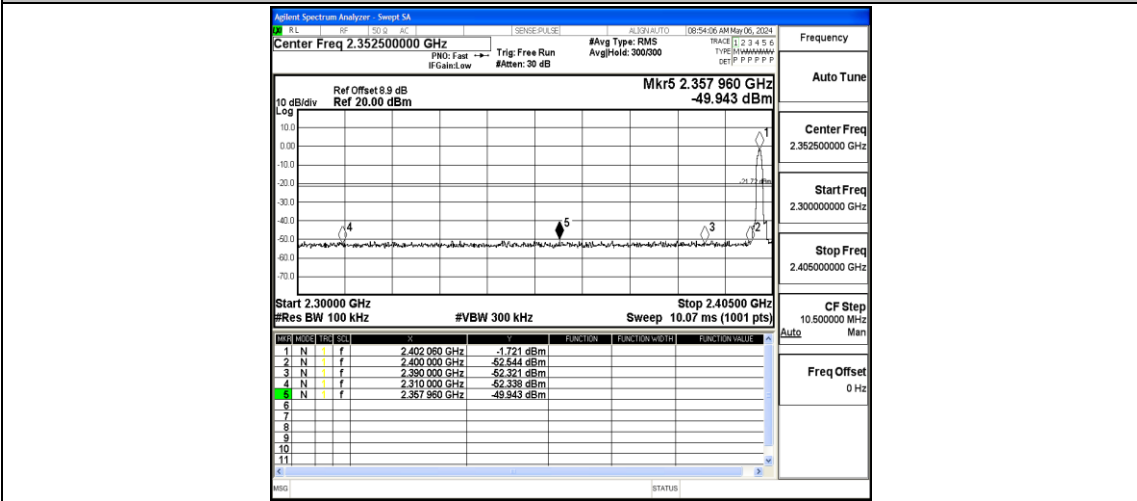 Agilent Spectrum Analyzer - Swept SA
RL RF 50 Ω AC SENSE:PULSE ALIGN AUTO 08:54:06 AM May 06, 2024
Center Freq 2.352500000 GHz
PNO: Fast
IFGain:Low
Trig: Free Run
#Atten: 30 dB
#Avg Type: RMS
Avg|Hold: 300/300
TRACE 1 2 3 4 5 6
TYPE
DET P P P P P P
Frequency
Mkr5 2.357 960 GHz
-49.943 dBm
Ref Offset 8.9 dB
10 dB/div Ref 20.00 dBm
Log
10.0
0.00
-10.0
-20.0
-30.0
-40.0
-50.0
-60.0
-70.0
1
-21.72 dBm
4
5
3
2
Start 2.30000 GHz Stop 2.40500 GHz
#Res BW 100 kHz #VBW 300 kHz Sweep 10.07 ms (1001 pts)
MKR MODE TRC SCL X Y FUNCTION FUNCTION WIDTH FUNCTION VALUE
1 N 1 f 2.402 060 GHz -1.721 dBm
2 N 1 f 2.400 000 GHz -52.544 dBm
3 N 1 f 2.390 000 GHz -52.321 dBm
4 N 1 f 2.310 000 GHz -52.338 dBm
5 N 1 f 2.357 960 GHz -49.943 dBm
6
7
8
9
10
11
MSG STATUS
Auto Tune
Center Freq
2.352500000 GHz
Start Freq
2.300000000 GHz
Stop Freq
2.405000000 GHz
CF Step
10.500000 MHz
Auto Man
Freq Offset
0 Hz